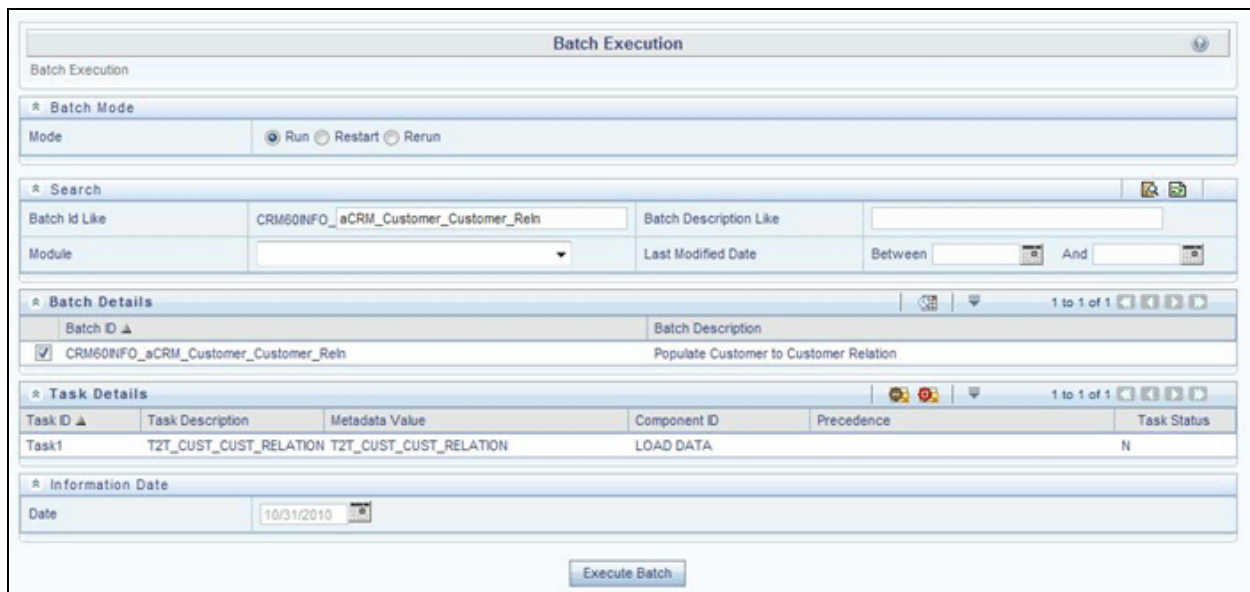 Batch Execution
Batch Execution
Batch Mode
Mode Run Restart Rerun
Search
Batch Id Like CRM60INFO_ aCRM_Customer_Customer_Reln Batch Description Like
Module Last Modified Date Between And
Batch Details 1 to 1 of 1
Batch ID Batch Description
CRM60INFO_aCRM_Customer_Customer_Reln Populate Customer to Customer Relation
Task Details 1 to 1 of 1
Task ID Task Description Metadata Value Component ID Precedence Task Status
Task1 T2T_CUST_CUST_RELATION T2T_CUST_CUST_RELATION LOAD DATA N
Information Date
Date 10/31/2010
Execute Batch